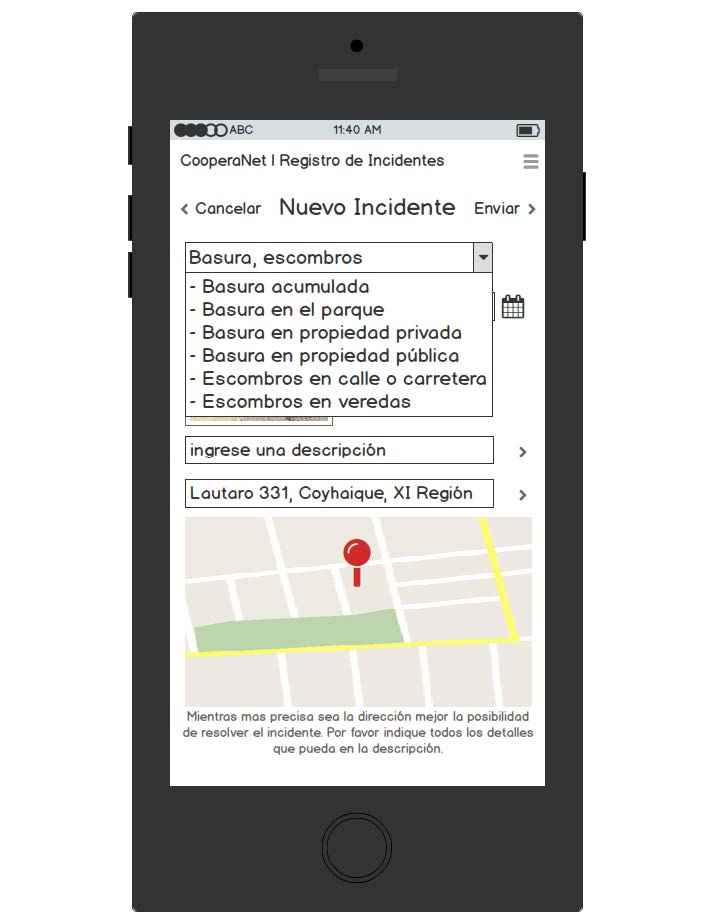 ABC 11:40 AM
CooperaNet | Registro de Incidentes
Cancelar Nuevo Incidente Enviar
Basura, escombros
- Basura acumulada
- Basura en el parque
- Basura en propiedad privada
- Basura en propiedad pública
- Escombros en calle o carretera
- Escombros en veredas
ingrese una descripción
Lautaro 331, Coyhaique, XI Región
Mientras mas precisa sea la dirección mejor la posibilidad
de resolver el incidente. Por favor indique todos los detalles
que pueda en la descripción.